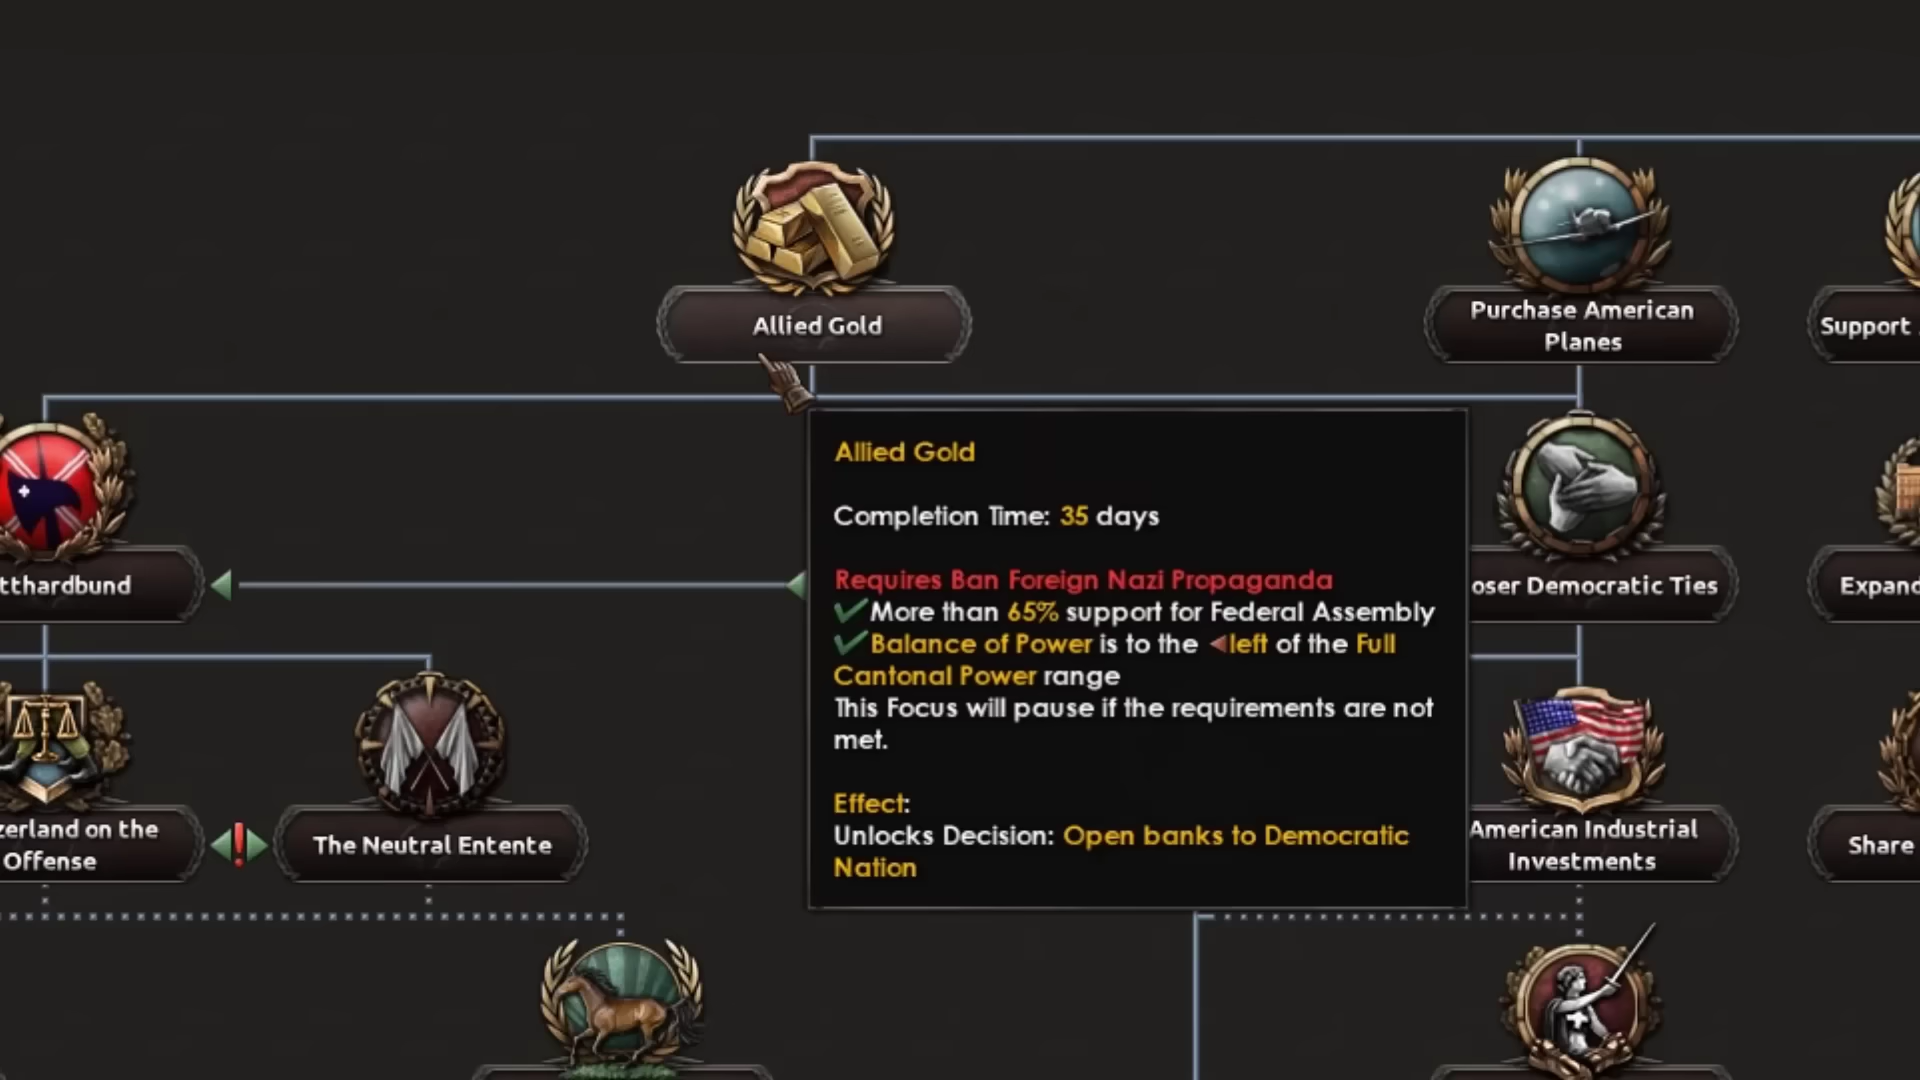 Allied Gold
Purchase American
Planes
Support
Allied Gold
Completion Time: 35 days
Requires Ban Foreign Nazi Propaganda
More than 65% support for Federal Assembly
Balance of Power is to the left of the Full
Cantonal Power range
This Focus will pause if the requirements are not
met.
Effect:
Unlocks Decision: Open banks to Democratic
Nation
tthardbund
oser Democratic Ties
Expand
zerland on the
Offense
The Neutral Entente
American Industrial
Investments
Share